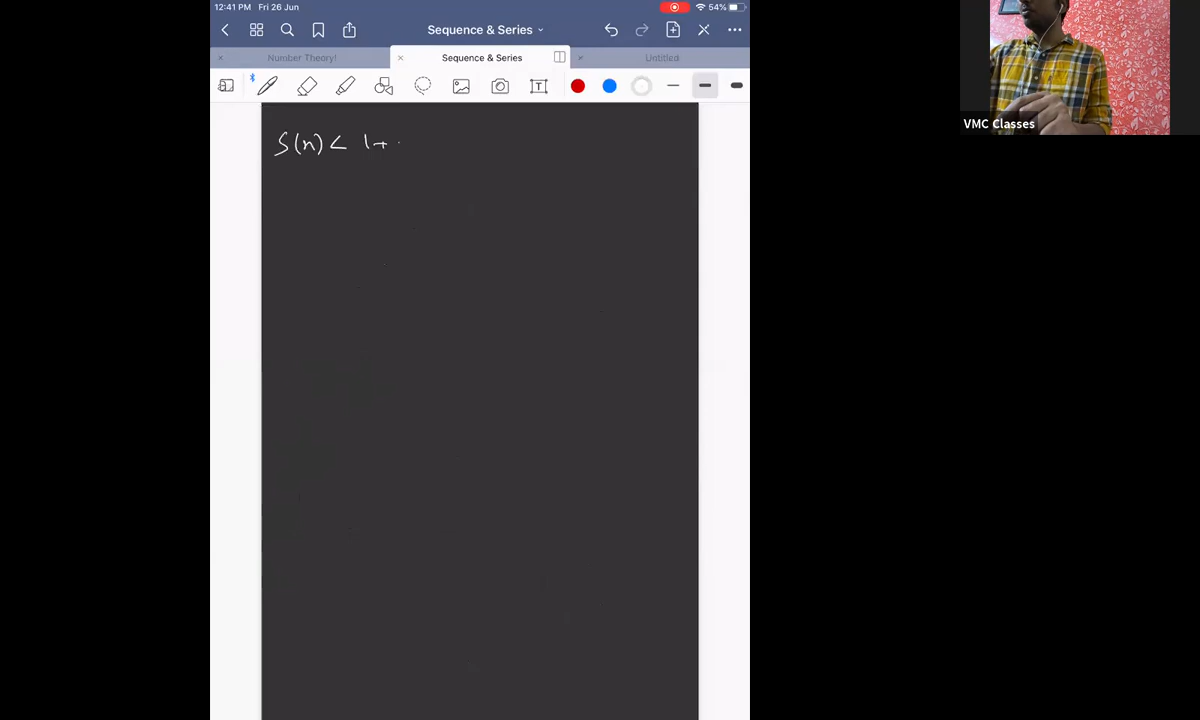 12:41 PM Fri 26 Jun
54%
Sequence & Series
Number Theory!
Sequence & Series
Untitled
T
S(n) < 1+
VMC Classes